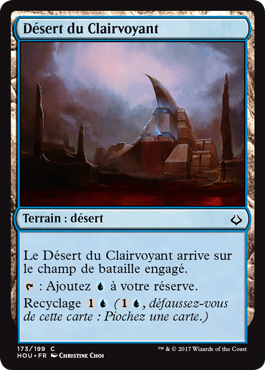 Désert du Clairvoyant
Terrain : désert
Le Désert du Clairvoyant arrive sur
le champ de bataille engagé.
: Ajoutez à votre réserve.
Recyclage 1 (1, défaussez-vous
de cette carte : Piochez une carte.)
173/199 C
HOU • FR Christine Choi
™ & © 2017 Wizards of the Coast